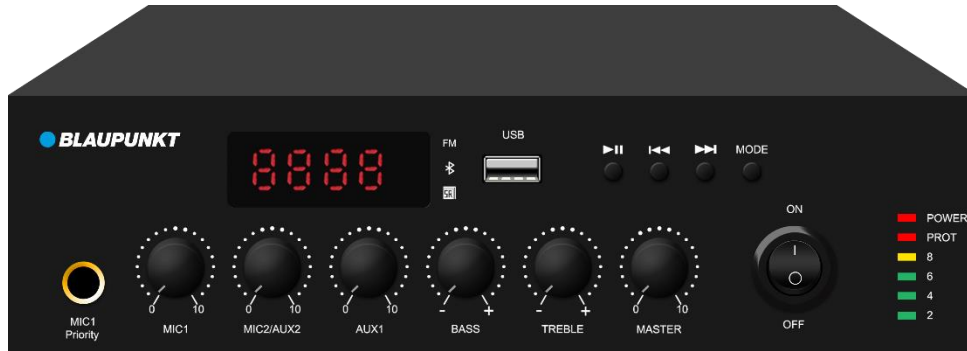 BLAUPUNKT
8888
FM
USB
MODE
MIC1
Priority
0 10
MIC1
0 10
MIC2/AUX2
0 10
AUX1
- +
BASS
- +
TREBLE
0 10
MASTER
ON
OFF
POWER
PROT
8
6
4
2